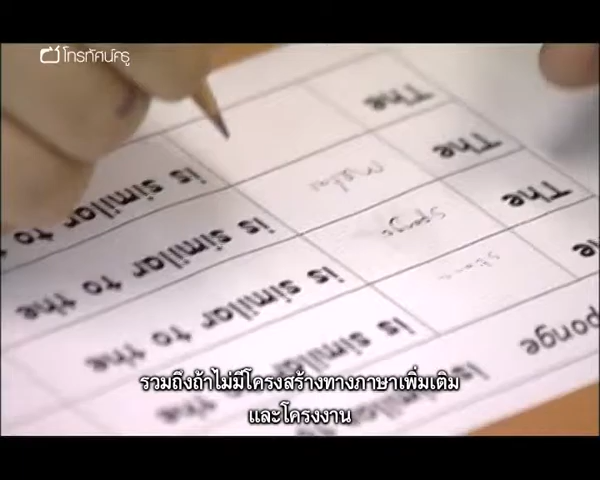 โทรทัศน์ครู
The is similar to
The Metal is similar to the
The Sponge is similar to the
is similar to the
ponge
รวมถึงถ้าไม่มีโครงสร้างทางภาษาเพิ่มเติม
และโครงงาน